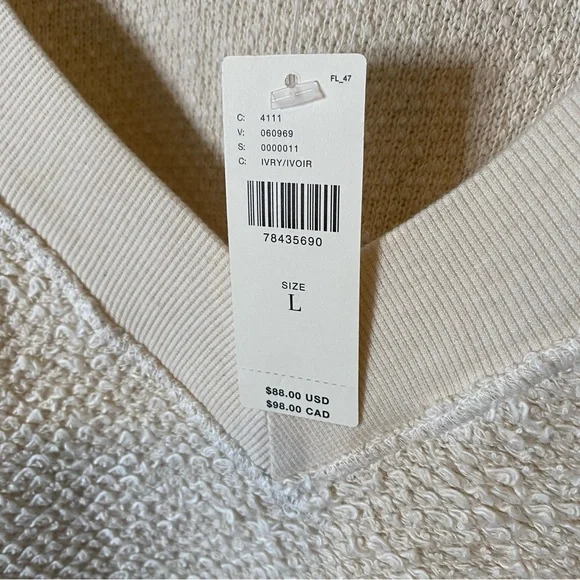 FL_47
C: 4111
V: 060969
S: 0000011
C: IVRY/IVOIR
78435690
SIZE
L
$88.00 USD
$98.00 CAD